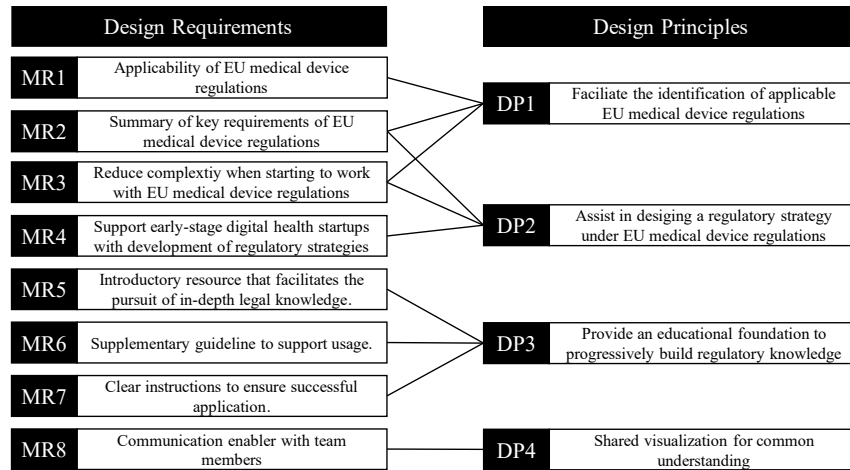 Design Requirements
MR1
Applicability of EU medical device
regulations
MR2
Summary of key requirements of EU
medical device regulations
MR3
Reduce complextiy when starting to work
with EU medical device regulations
MR4
Support early-stage digital health startups
with development of regulatory strategies
MR5
Introductory resource that facilitates the
pursuit of in-depth legal knowledge.
MR6
Supplementary guideline to support usage.
MR7
Clear instructions to ensure successful
application.
MR8
Communication enabler with team
members
Design Principles
DP1
Faciliate the identification of applicable
EU medical device regulations
DP2
Assist in desiging a regulatory strategy
under EU medical device regulations
DP3
Provide an educational foundation to
progressively build regulatory knowledge
DP4
Shared visualization for common
understanding